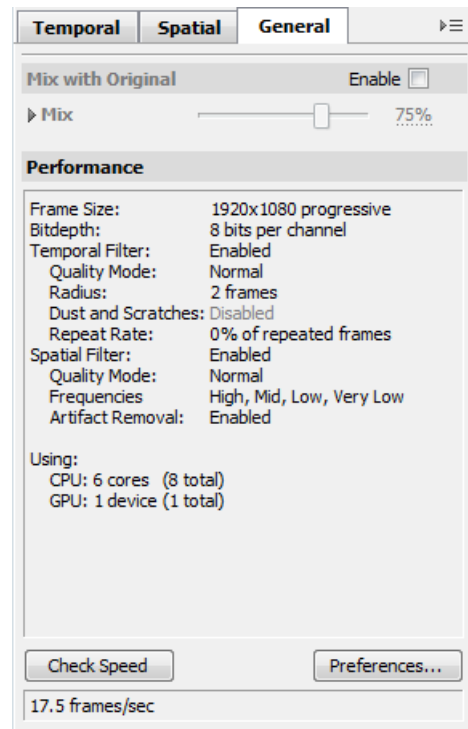 Temporal Spatial General
Mix with Original Enable
Mix 75%
Performance
Frame Size: 1920x1080 progressive
Bitdepth: 8 bits per channel
Temporal Filter: Enabled
Quality Mode: Normal
Radius: 2 frames
Dust and Scratches: Disabled
Repeat Rate: 0% of repeated frames
Spatial Filter: Enabled
Quality Mode: Normal
Frequencies High, Mid, Low, Very Low
Artifact Removal: Enabled
Using:
CPU: 6 cores (8 total)
GPU: 1 device (1 total)
Check Speed Preferences...
17.5 frames/sec